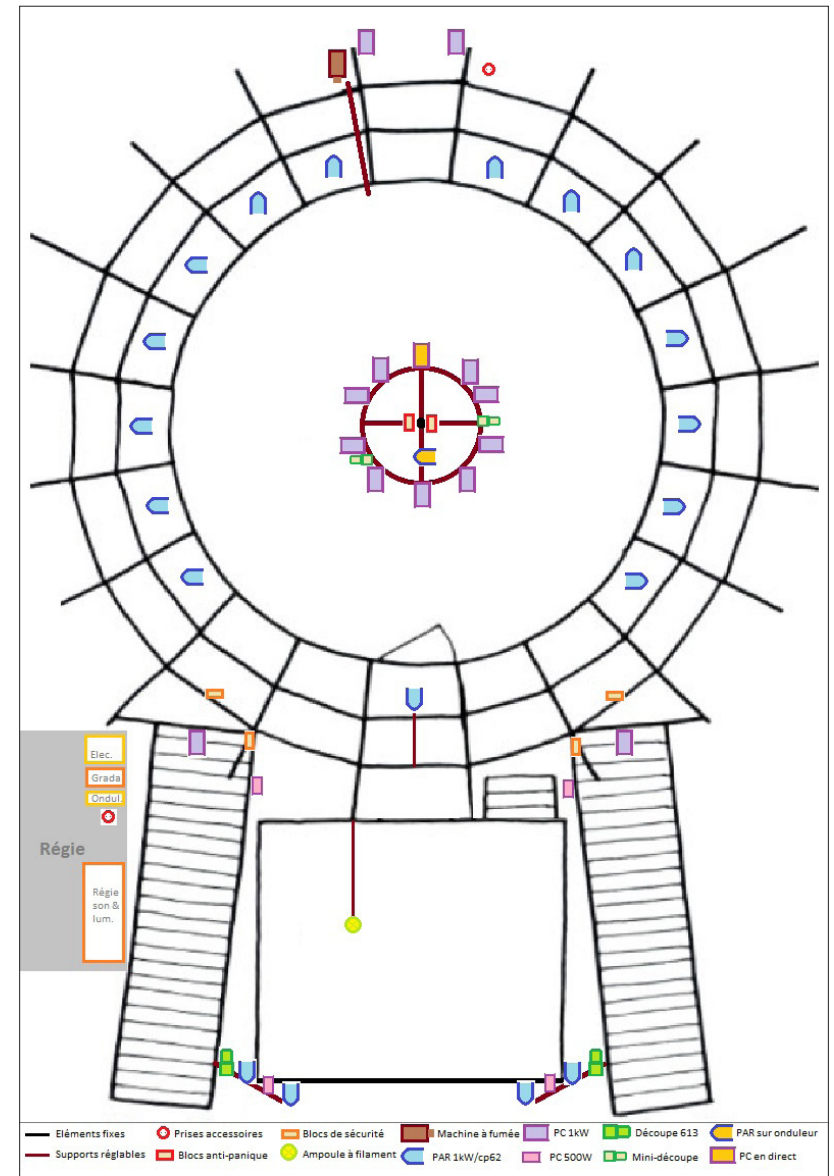 Elec.
Grada
Ondul.
Régie
Régie
son &
lum.
Eléments fixes
Prises accessoires
Blocs de sécurité
Machine à fumée
PC 1kW
Découpe 613
PAR sur onduleur
Supports réglables
Blocs anti-panique
Ampoule à filament
PAR 1kW/cp62
PC 500W
Mini-découpe
PC en direct